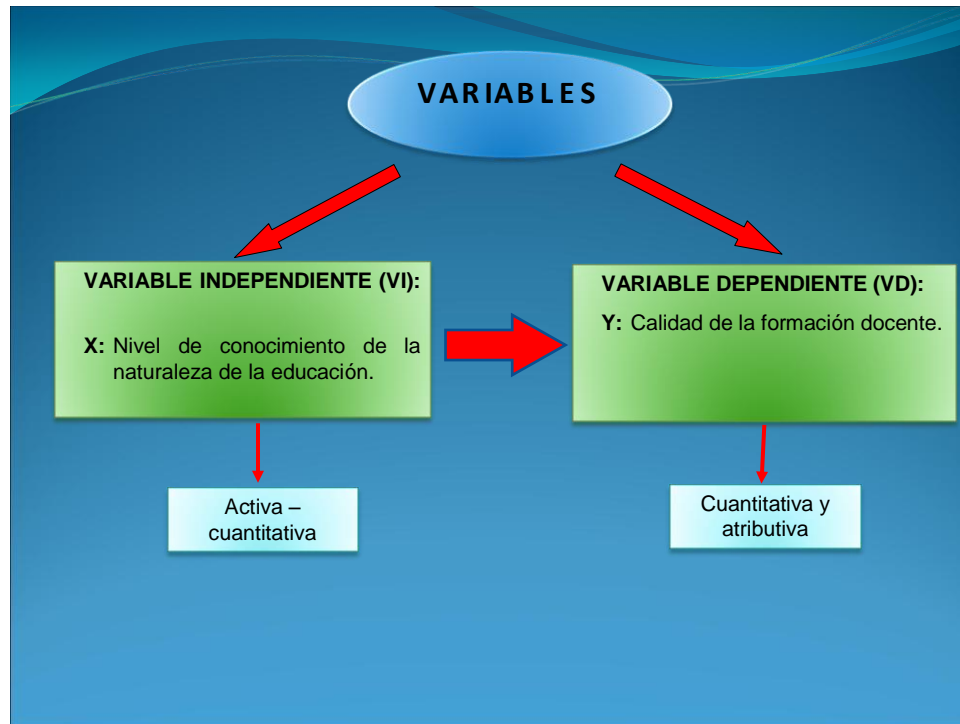 VARIABLES
VARIABLE INDEPENDIENTE (VI):
X: Nivel de conocimiento de la
naturaleza de la educación.
VARIABLE DEPENDIENTE (VD):
Y: Calidad de la formación docente.
Activa –
cuantitativa
Cuantitativa y
atributiva